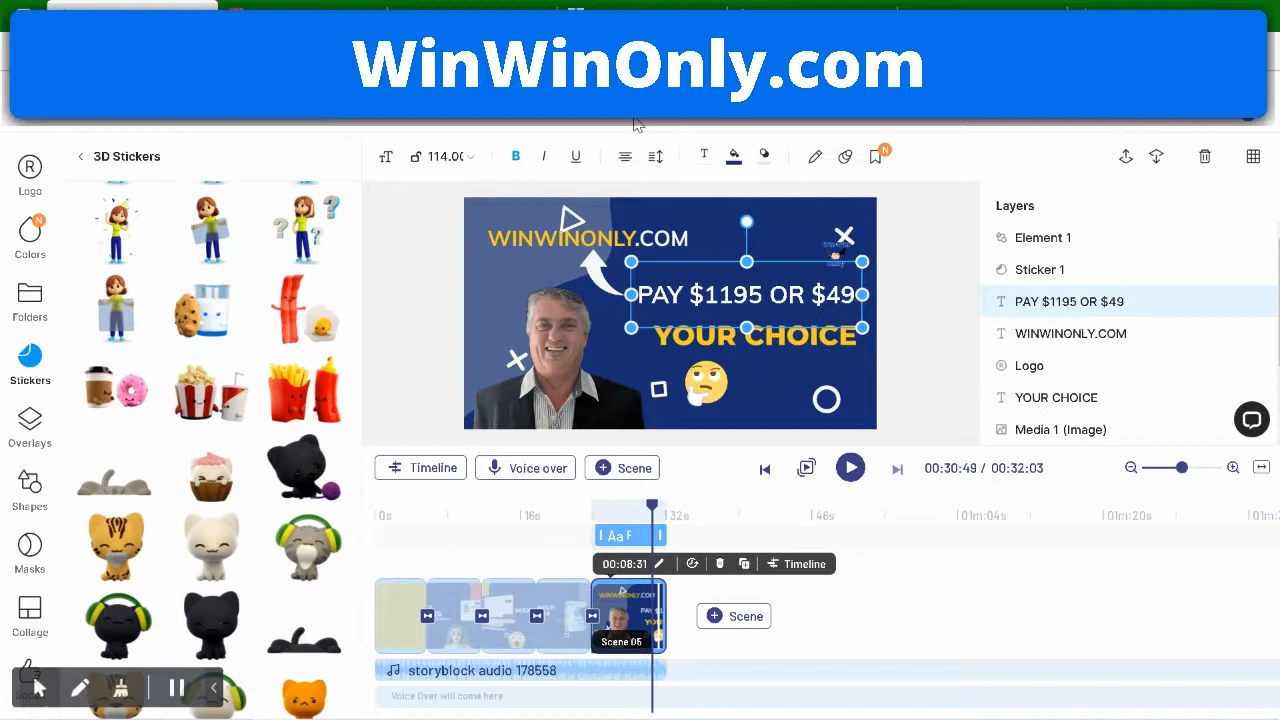 WinWinOnly.com
3D Stickers
114.00
B
I
U
T
N
Logo
N
Colors
Folders
Stickers
Overlays
Shapes
Masks
Collage
WINWINONLY.COM
PAY $1195 OR $49
YOUR CHOICE
Layers
Element 1
Sticker 1
PAY $1195 OR $49
WINWINONLY.COM
Logo
YOUR CHOICE
Media 1 (Image)
Timeline
Voice over
Scene
00:30:49 / 00:32:03
0s
16s
32s
48s
01m:04s
01m:20s
Aa F
00:08:31
Timeline
Scene 05
Scene
storyblock audio 178558
Voice Over will come here